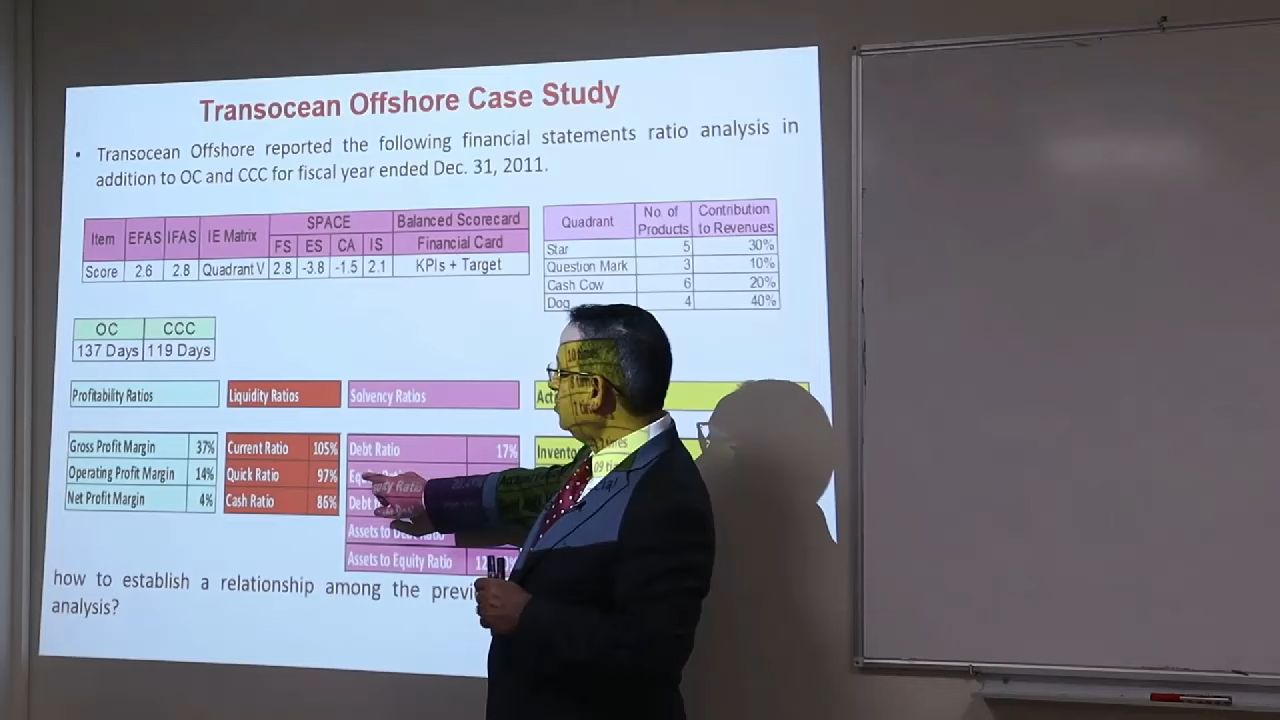 Transocean Offshore Case Study
• Transocean Offshore reported the following financial statements ratio analysis in
addition to OC and CCC for fiscal year ended Dec. 31, 2011.
Item EFAS IFAS IE Matrix SPACE Balanced Scorecard
FS ES CA IS Financial Card
Score 2.6 2.8 Quadrant V 2.8 -3.8 -1.5 2.1 KPIs + Target
Quadrant No. of Products Contribution to Revenues
Star 5 30%
Question Mark 3 10%
Cash Cow 6 20%
Dog 4 40%
OC CCC
137 Days 119 Days
Profitability Ratios Liquidity Ratios Solvency Ratios
Gross Profit Margin 37% Current Ratio 105% Debt Ratio 17%
Operating Profit Margin 14% Quick Ratio 97%
Net Profit Margin 4% Cash Ratio 86% Debt
Assets to Debt Ratio
Assets to Equity Ratio
how to establish a relationship among the
analysis?